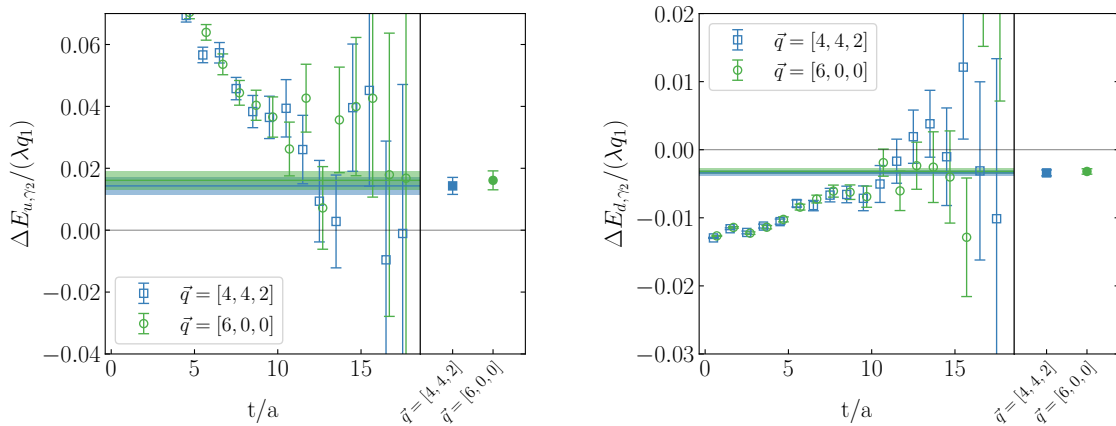 ΔE_{u,γ₂}/(λq₁)
0.06
0.04
0.02
0.00
−0.02
−0.04
q⃗ = [4, 4, 2]
q⃗ = [6, 0, 0]
0
5
10
15
q⃗ = [4, 4, 2]
q⃗ = [6, 0, 0]
t/a
ΔE_{d,γ₂}/(λq₁)
0.02
0.01
0.00
−0.01
−0.02
−0.03
q⃗ = [4, 4, 2]
q⃗ = [6, 0, 0]
0
5
10
15
q⃗ = [4, 4, 2]
q⃗ = [6, 0, 0]
t/a